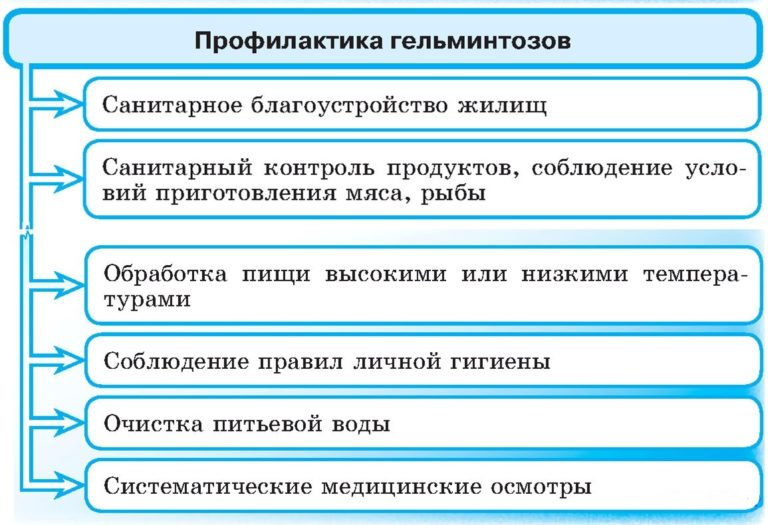 Профилактика гельминтозов
Санитарное благоустройство жилищ
Санитарный контроль продуктов, соблюдение усло-
вий приготовления мяса, рыбы
Обработка пищи высокими или низкими темпера-
турами
Соблюдение правил личной гигиены
Очистка питьевой воды
Систематические медицинские осмотры